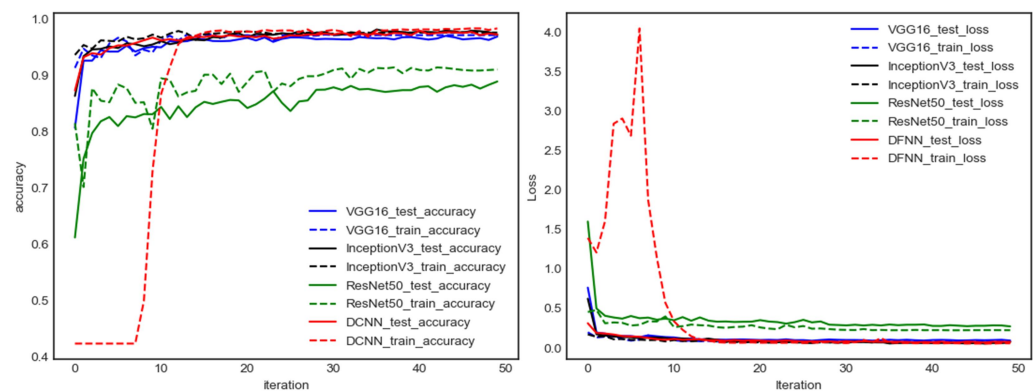 1.0
0.9
0.8
0.7
0.6
0.5
0.4
accuracy
VGG16_test_accuracy
VGG16_train_accuracy
InceptionV3_test_accuracy
InceptionV3_train_accuracy
ResNet50_test_accuracy
ResNet50_train_accuracy
DCNN_test_accuracy
DCNN_train_accuracy
0 10 20 30 40 50
iteration
4.0
3.5
3.0
2.5
2.0
1.5
1.0
0.5
0.0
Loss
VGG16_test_loss
VGG16_train_loss
InceptionV3_test_loss
InceptionV3_train_loss
ResNet50_test_loss
ResNet50_train_loss
DFNN_test_loss
DFNN_train_loss
0 10 20 30 40 50
Iteration